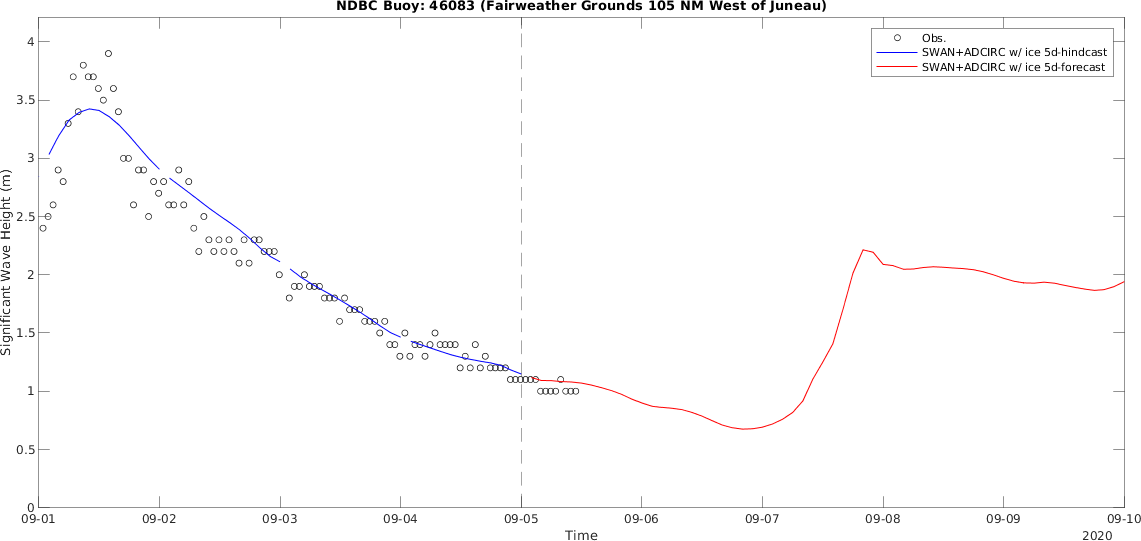 NDBC Buoy: 46083 (Fairweather Grounds 105 NM West of Juneau)
Obs.
SWAN+ADCIRC w/ ice 5d-hindcast
SWAN+ADCIRC w/ ice 5d-forecast
Significant Wave Height (m)
4
3.5
3
2.5
2
1.5
1
0.5
0
09-01 09-02 09-03 09-04 09-05 09-06 09-07 09-08 09-09 09-10
Time
2020